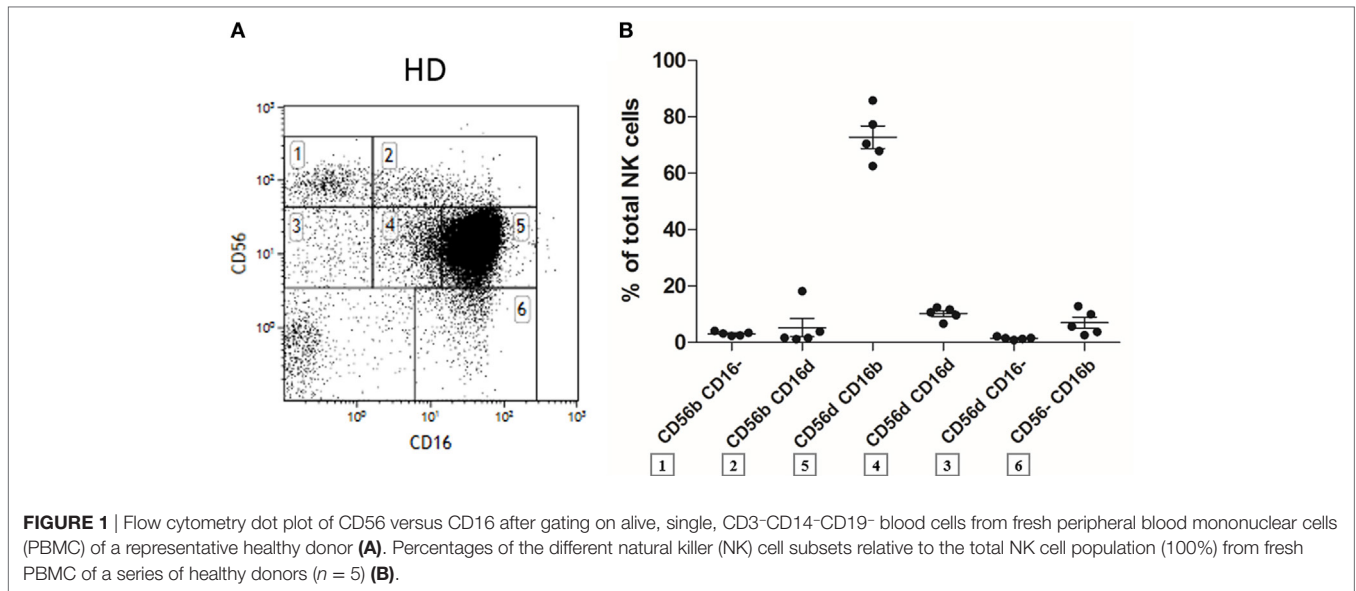 A
HD
10³
10²
10¹
10⁰
CD56
1
2
3
4
5
6
10⁰
10¹
10²
10³
CD16
B
100
80
60
40
20
0
% of total NK cells
CD56b CD16-
CD56b CD16d
CD56d CD16b
CD56d CD16d
CD56d CD16-
CD56- CD16b
1
2
5
4
3
6
FIGURE 1 | Flow cytometry dot plot of CD56 versus CD16 after gating on alive, single, CD3⁻CD14⁻CD19⁻ blood cells from fresh peripheral blood mononuclear cells
(PBMC) of a representative healthy donor (A). Percentages of the different natural killer (NK) cell subsets relative to the total NK cell population (100%) from fresh
PBMC of a series of healthy donors (n = 5) (B).